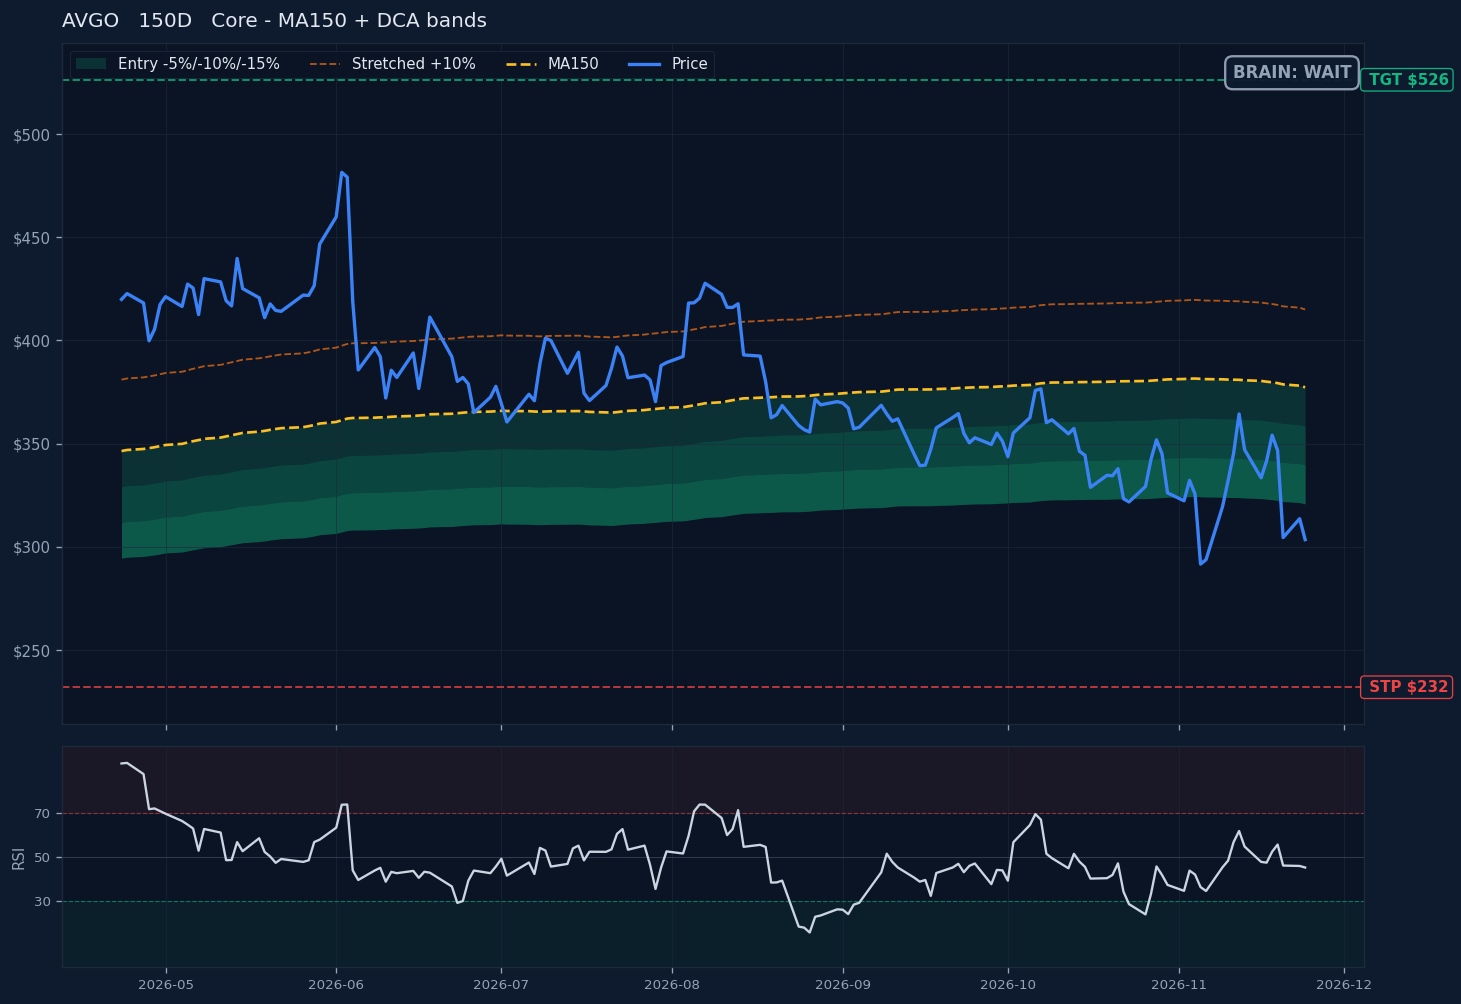 AVGO   150D   Core - MA150 + DCA bands
Entry -5%/-10%/-15%   Stretched +10%   MA150   Price
BRAIN: WAIT
TGT $526
$500
$450
$400
$350
$300
$250
STP $232
70
50
30
RSI
2026-05   2026-06   2026-07   2026-08   2026-09   2026-10   2026-11   2026-12